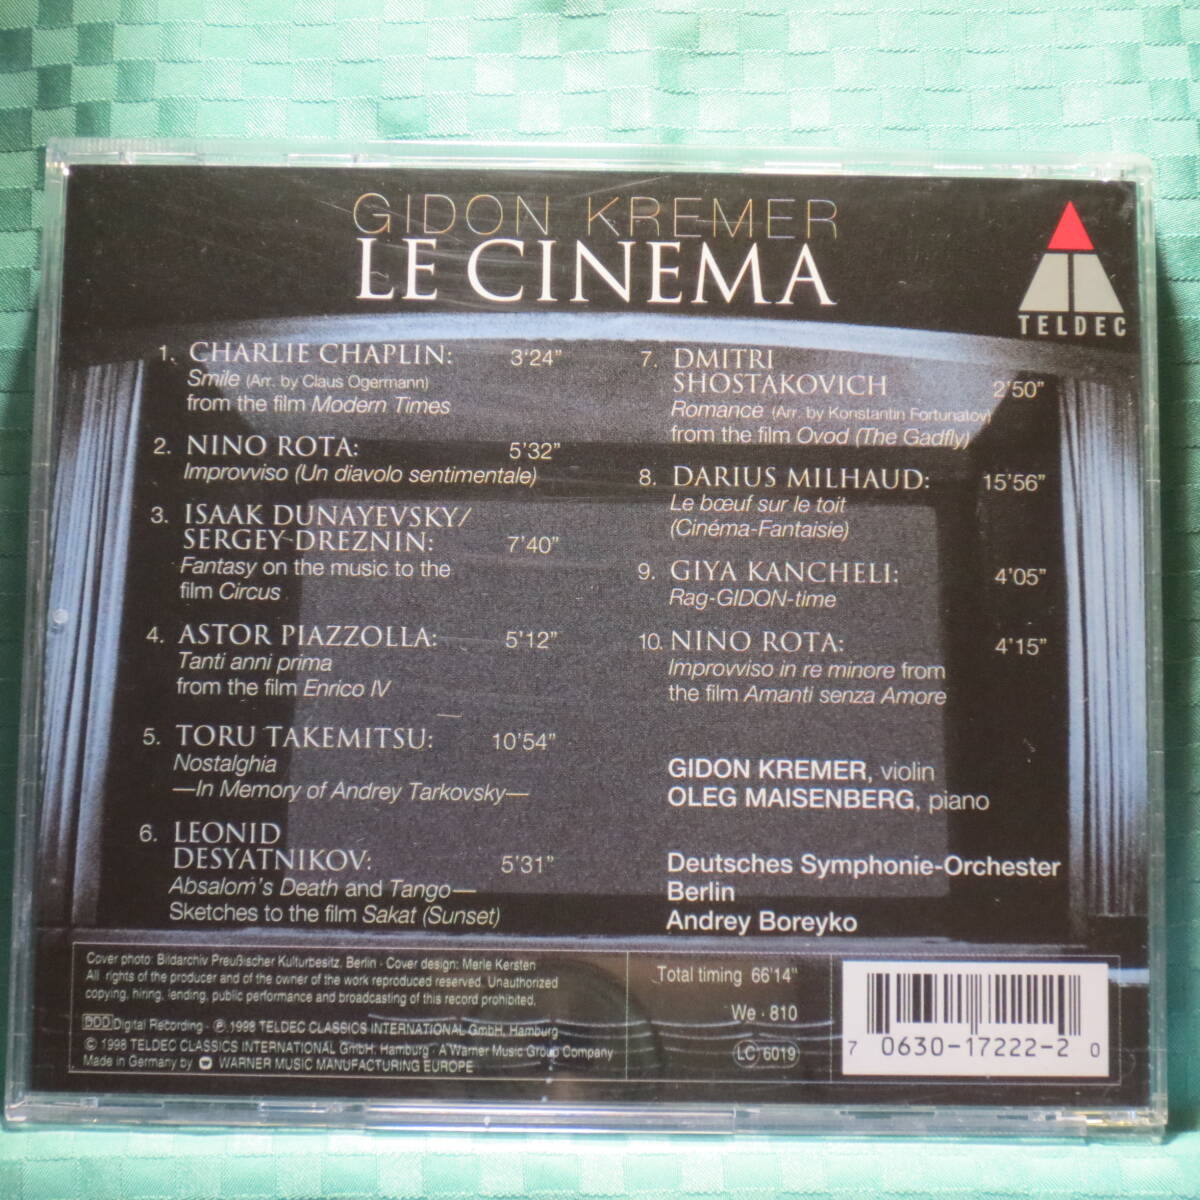 GIDON KREMER
LE CINEMA
TELDEC
1. CHARLIE CHAPLIN: 3'24"
Smile (Arr. by Claus Ogermann)
from the film Modern Times
2. NINO ROTA: 5'32"
Improvviso (Un diavolo sentimentale)
3. ISAAK DUNAYEVSKY/
SERGEY DREZNIN: 7'40"
Fantasy on the music to the
film Circus
4. ASTOR PIAZZOLLA: 5'12"
Tanti anni prima
from the film Enrico IV
5. TORU TAKEMITSU: 10'54"
Nostalghia
—In Memory of Andrey Tarkovsky—
6. LEONID
DESYATNIKOV: 5'31"
Absalom's Death and Tango—
Sketches to the film Sakat (Sunset)
7. DMITRI
SHOSTAKOVICH 2'50"
Romance (Arr. by Konstantin Fortunatov)
from the film Ovod (The Gadfly)
8. DARIUS MILHAUD: 15'56"
Le bœuf sur le toit
(Cinéma-Fantaisie)
9. GIYA KANCHELI: 4'05"
Rag-GIDON-time
10. NINO ROTA: 4'15"
Improvviso in re minore from
the film Amanti senza Amore
GIDON KREMER, violin
OLEG MAISENBERG, piano
Deutsches Symphonie-Orchester
Berlin
Andrey Boreyko
Cover photo: Bildarchiv Preußischer Kulturbesitz, Berlin · Cover design: Merle Kersten
All rights of the producer and of the owner of the work reproduced reserved. Unauthorized
copying, hiring, lending, public performance and broadcasting of this record prohibited.
DDD Digital Recording · ℗ 1998 TELDEC CLASSICS INTERNATIONAL GmbH, Hamburg
© 1998 TELDEC CLASSICS INTERNATIONAL GmbH, Hamburg · A Warner Music Group Company
Made in Germany by WARNER MUSIC MANUFACTURING EUROPE
Total timing 66'14"
We · 810
LC 6019
7 0630-17222-2 0